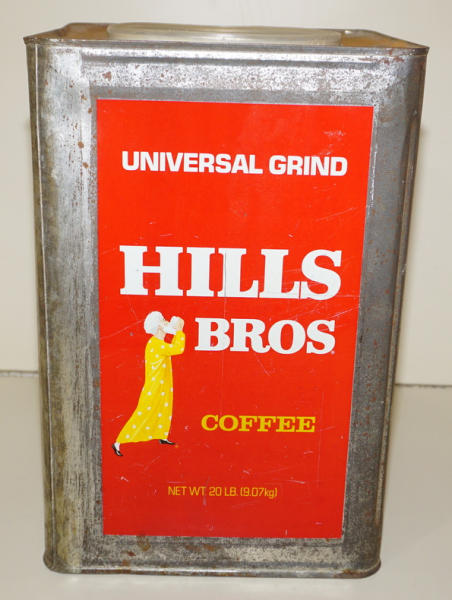 UNIVERSAL GRIND
HILLS
BROS
COFFEE
NET WT 20 LB. (9.07kg)